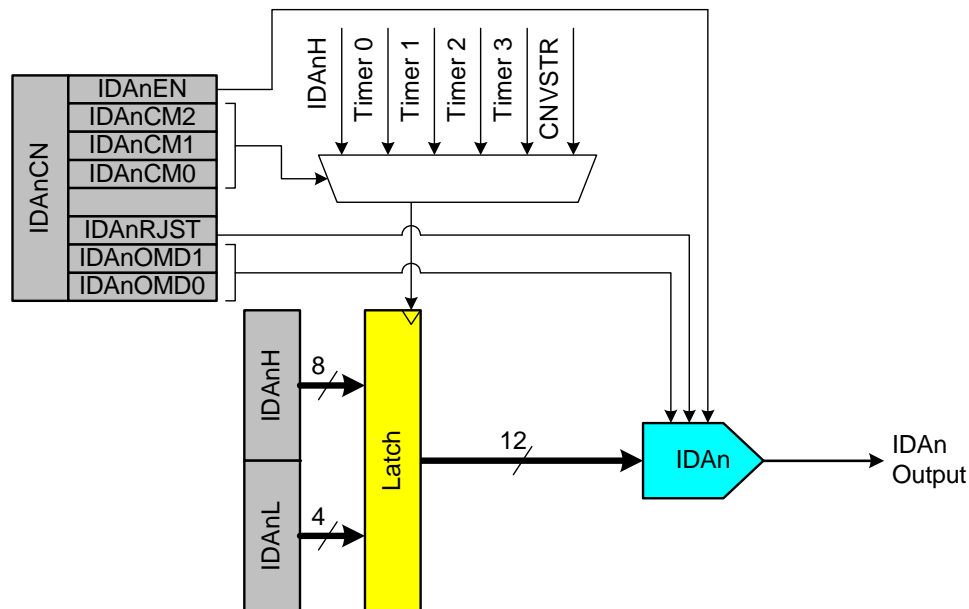 IDAnCN
IDAnEN
IDAnCM2
IDAnCM1
IDAnCM0
IDAnRJST
IDAnOMD1
IDAnOMD0
IDAnH
Timer 0
Timer 1
Timer 2
Timer 3
CNVSTR
IDAnH
IDAnL
8
4
Latch
12
IDAn
IDAn
Output